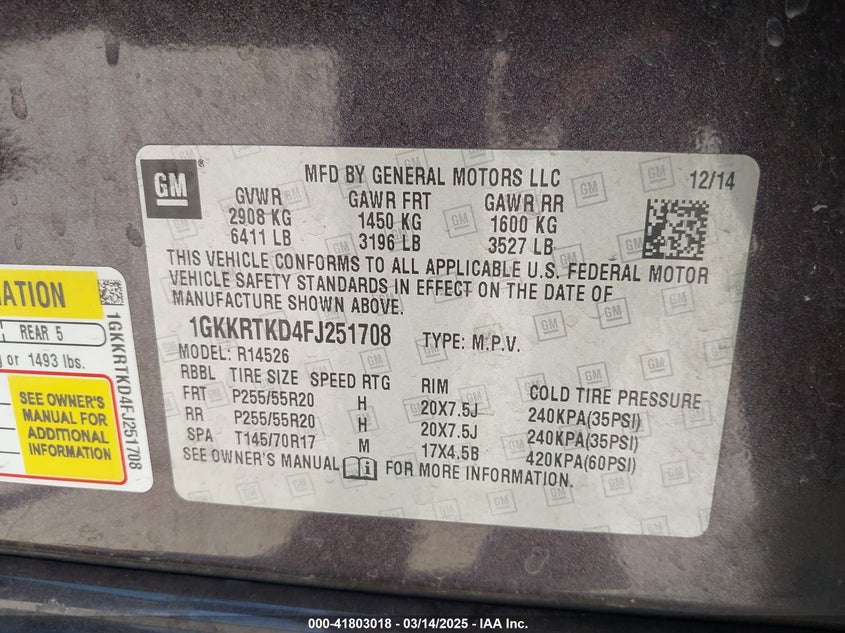 GM
®
MFD BY GENERAL MOTORS LLC
12/14
GVWR GAWR FRT GAWR RR
2908 KG 1450 KG 1600 KG
6411 LB 3196 LB 3527 LB
THIS VEHICLE CONFORMS TO ALL APPLICABLE U.S. FEDERAL MOTOR
VEHICLE SAFETY STANDARDS IN EFFECT ON THE DATE OF
MANUFACTURE SHOWN ABOVE.
1GKKRTKD4FJ251708 TYPE: M.P.V.
MODEL: R14526
RBBL TIRE SIZE SPEED RTG RIM COLD TIRE PRESSURE
FRT P255/55R20 H 20X7.5J 240KPA(35PSI)
RR P255/55R20 H 20X7.5J 240KPA(35PSI)
SPA T145/70R17 M 17X4.5B 420KPA(60PSI)
SEE OWNER'S MANUAL FOR MORE INFORMATION.
REAR 5
or 1493 lbs.
SEE OWNER'S
MANUAL FOR
ADDITIONAL
INFORMATION
1GKKRTKD4FJ251708
000-41803018 - 03/14/2025 - IAA Inc.